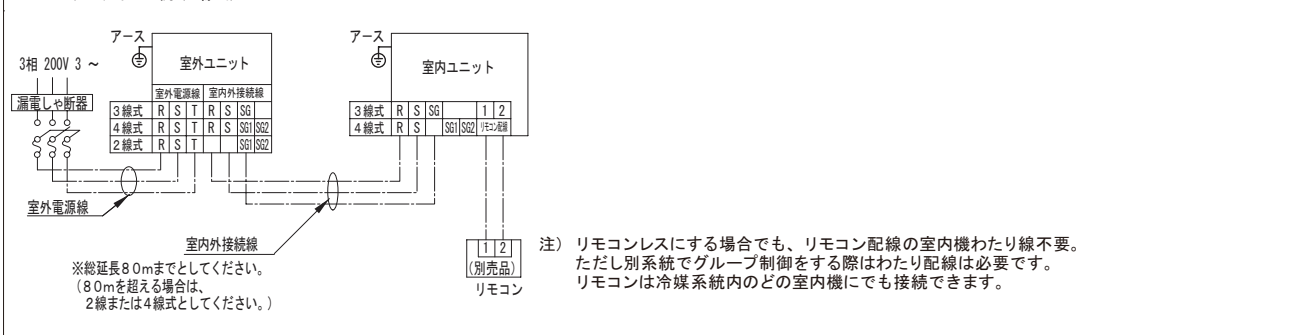 アース
3相 200V 3 ~
漏電しゃ断器
室外ユニット
室外電源線 室内外接続線
3線式 R S T R S SG
4線式 R S T R S SG1 SG2
2線式 R S T SG1 SG2
室外電源線
室内外接続線
※総延長80mまでとしてください。
(80mを超える場合は、
2線または4線式としてください。)
アース
室内ユニット
3線式 R S SG 1 2
4線式 R S SG1 SG2 リモコン配線
1 2
(別売品)
リモコン
注) リモコンレスにする場合でも、リモコン配線の室内機わたり線不要。
ただし別系統でグループ制御をする際はわたり配線は必要です。
リモコンは冷媒系統内のどの室内機にでも接続できます。